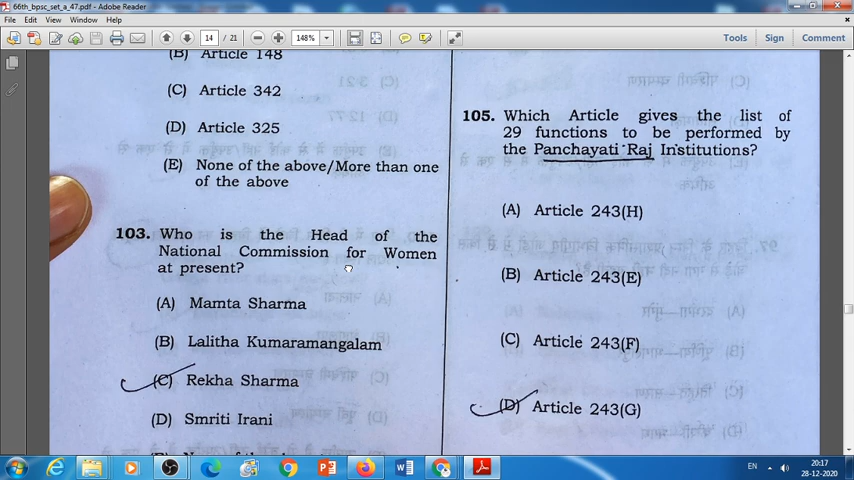 66th_bpsc_set_a_47.pdf - Adobe Reader
File Edit View Window Help
14 / 21
148%
Tools Sign Comment
(B) Article 148
(C) Article 342
(D) Article 325
(E) None of the above/More than one
of the above
103. Who is the Head of the
National Commission for Women
at present?
(A) Mamta Sharma
(B) Lalitha Kumaramangalam
(C) Rekha Sharma
(D) Smriti Irani
105. Which Article gives the list of
29 functions to be performed by
the Panchayati Raj Institutions?
(A) Article 243(H)
(B) Article 243(E)
(C) Article 243(F)
(D) Article 243(G)
EN
20:17
28-12-2020